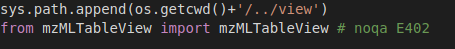 sys.path.append(os.getcwd()+'/../view')
from mzMLTableView import mzMLTableView # noqa E402